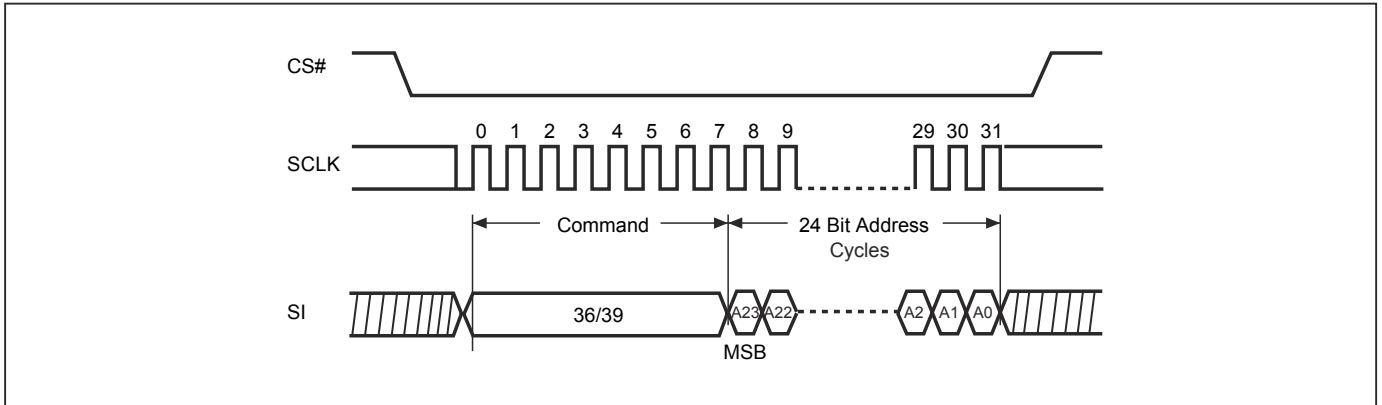 CS#
0 1 2 3 4 5 6 7 8 9 29 30 31
SCLK
Command 24 Bit Address
Cycles
SI 36/39 A23 A22 A2 A1 A0
MSB